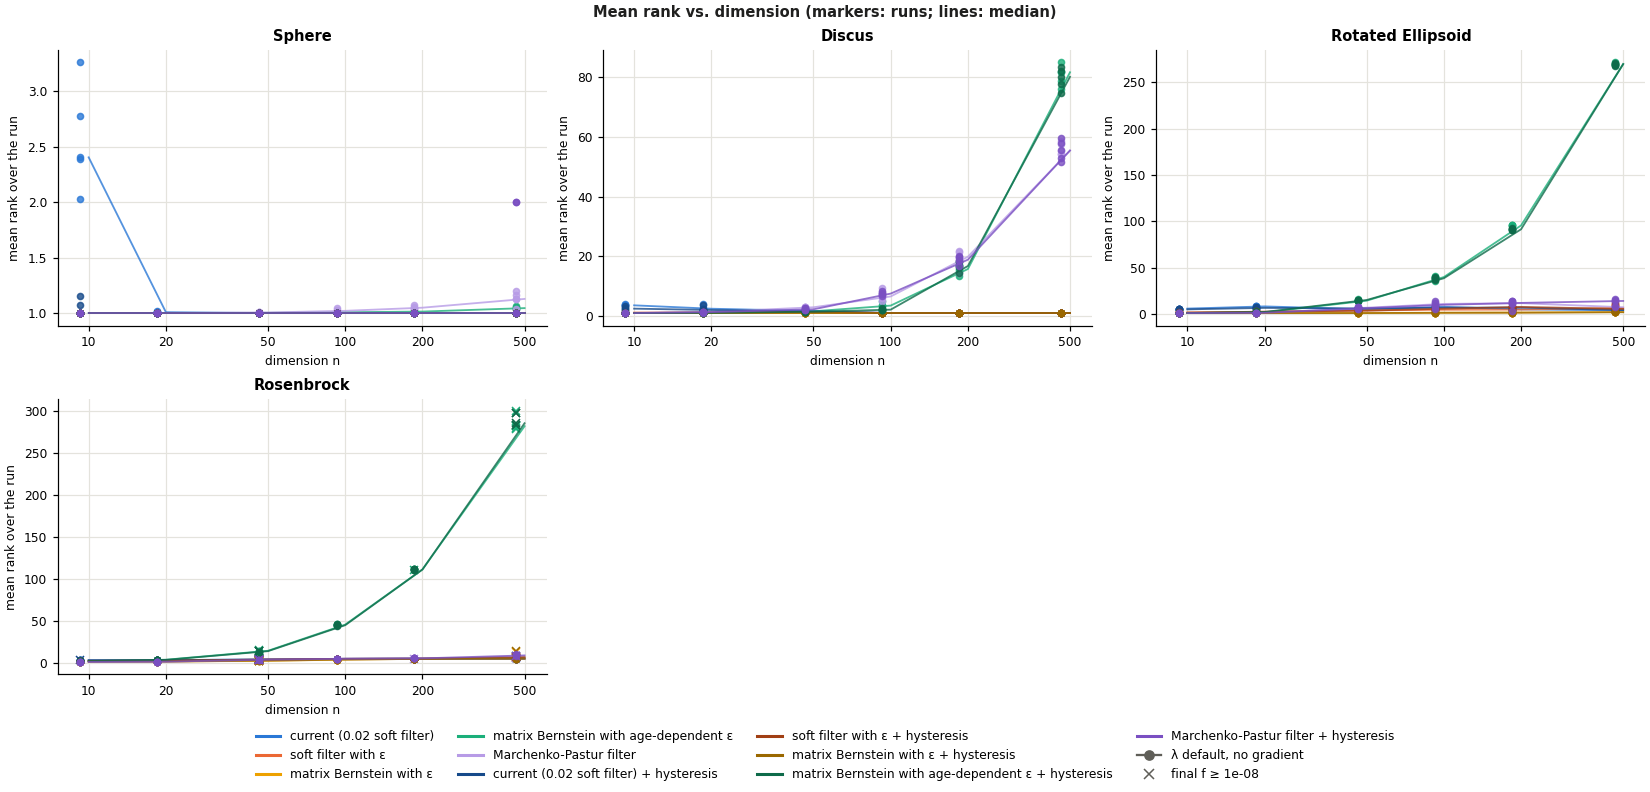 Mean rank vs. dimension (markers: runs; lines: median)
Sphere
mean rank over the run
3.0
2.5
2.0
1.5
1.0
10 20 50 100 200 500
dimension n
Discus
mean rank over the run
80
60
40
20
0
10 20 50 100 200 500
dimension n
Rotated Ellipsoid
mean rank over the run
250
200
150
100
50
0
10 20 50 100 200 500
dimension n
Rosenbrock
mean rank over the run
300
250
200
150
100
50
0
10 20 50 100 200 500
dimension n
current (0.02 soft filter)
soft filter with ε
matrix Bernstein with ε
matrix Bernstein with age-dependent ε
Marchenko-Pastur filter
current (0.02 soft filter) + hysteresis
soft filter with ε + hysteresis
matrix Bernstein with ε + hysteresis
matrix Bernstein with age-dependent ε + hysteresis
Marchenko-Pastur filter + hysteresis
λ default, no gradient
final f ≥ 1e-08